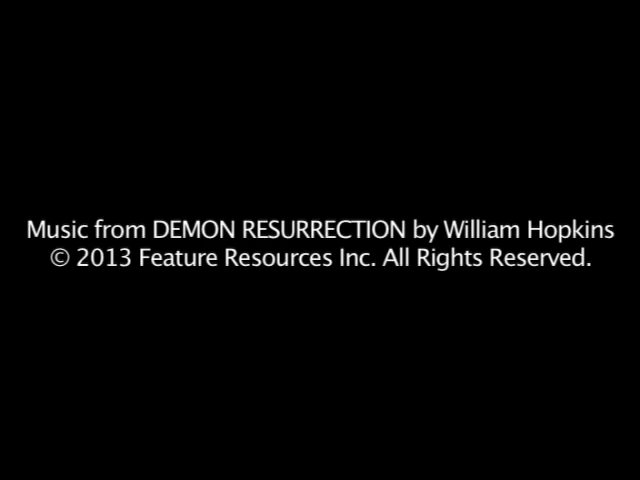 Music from DEMON RESURRECTION by William Hopkins
© 2013 Feature Resources Inc. All Rights Reserved.